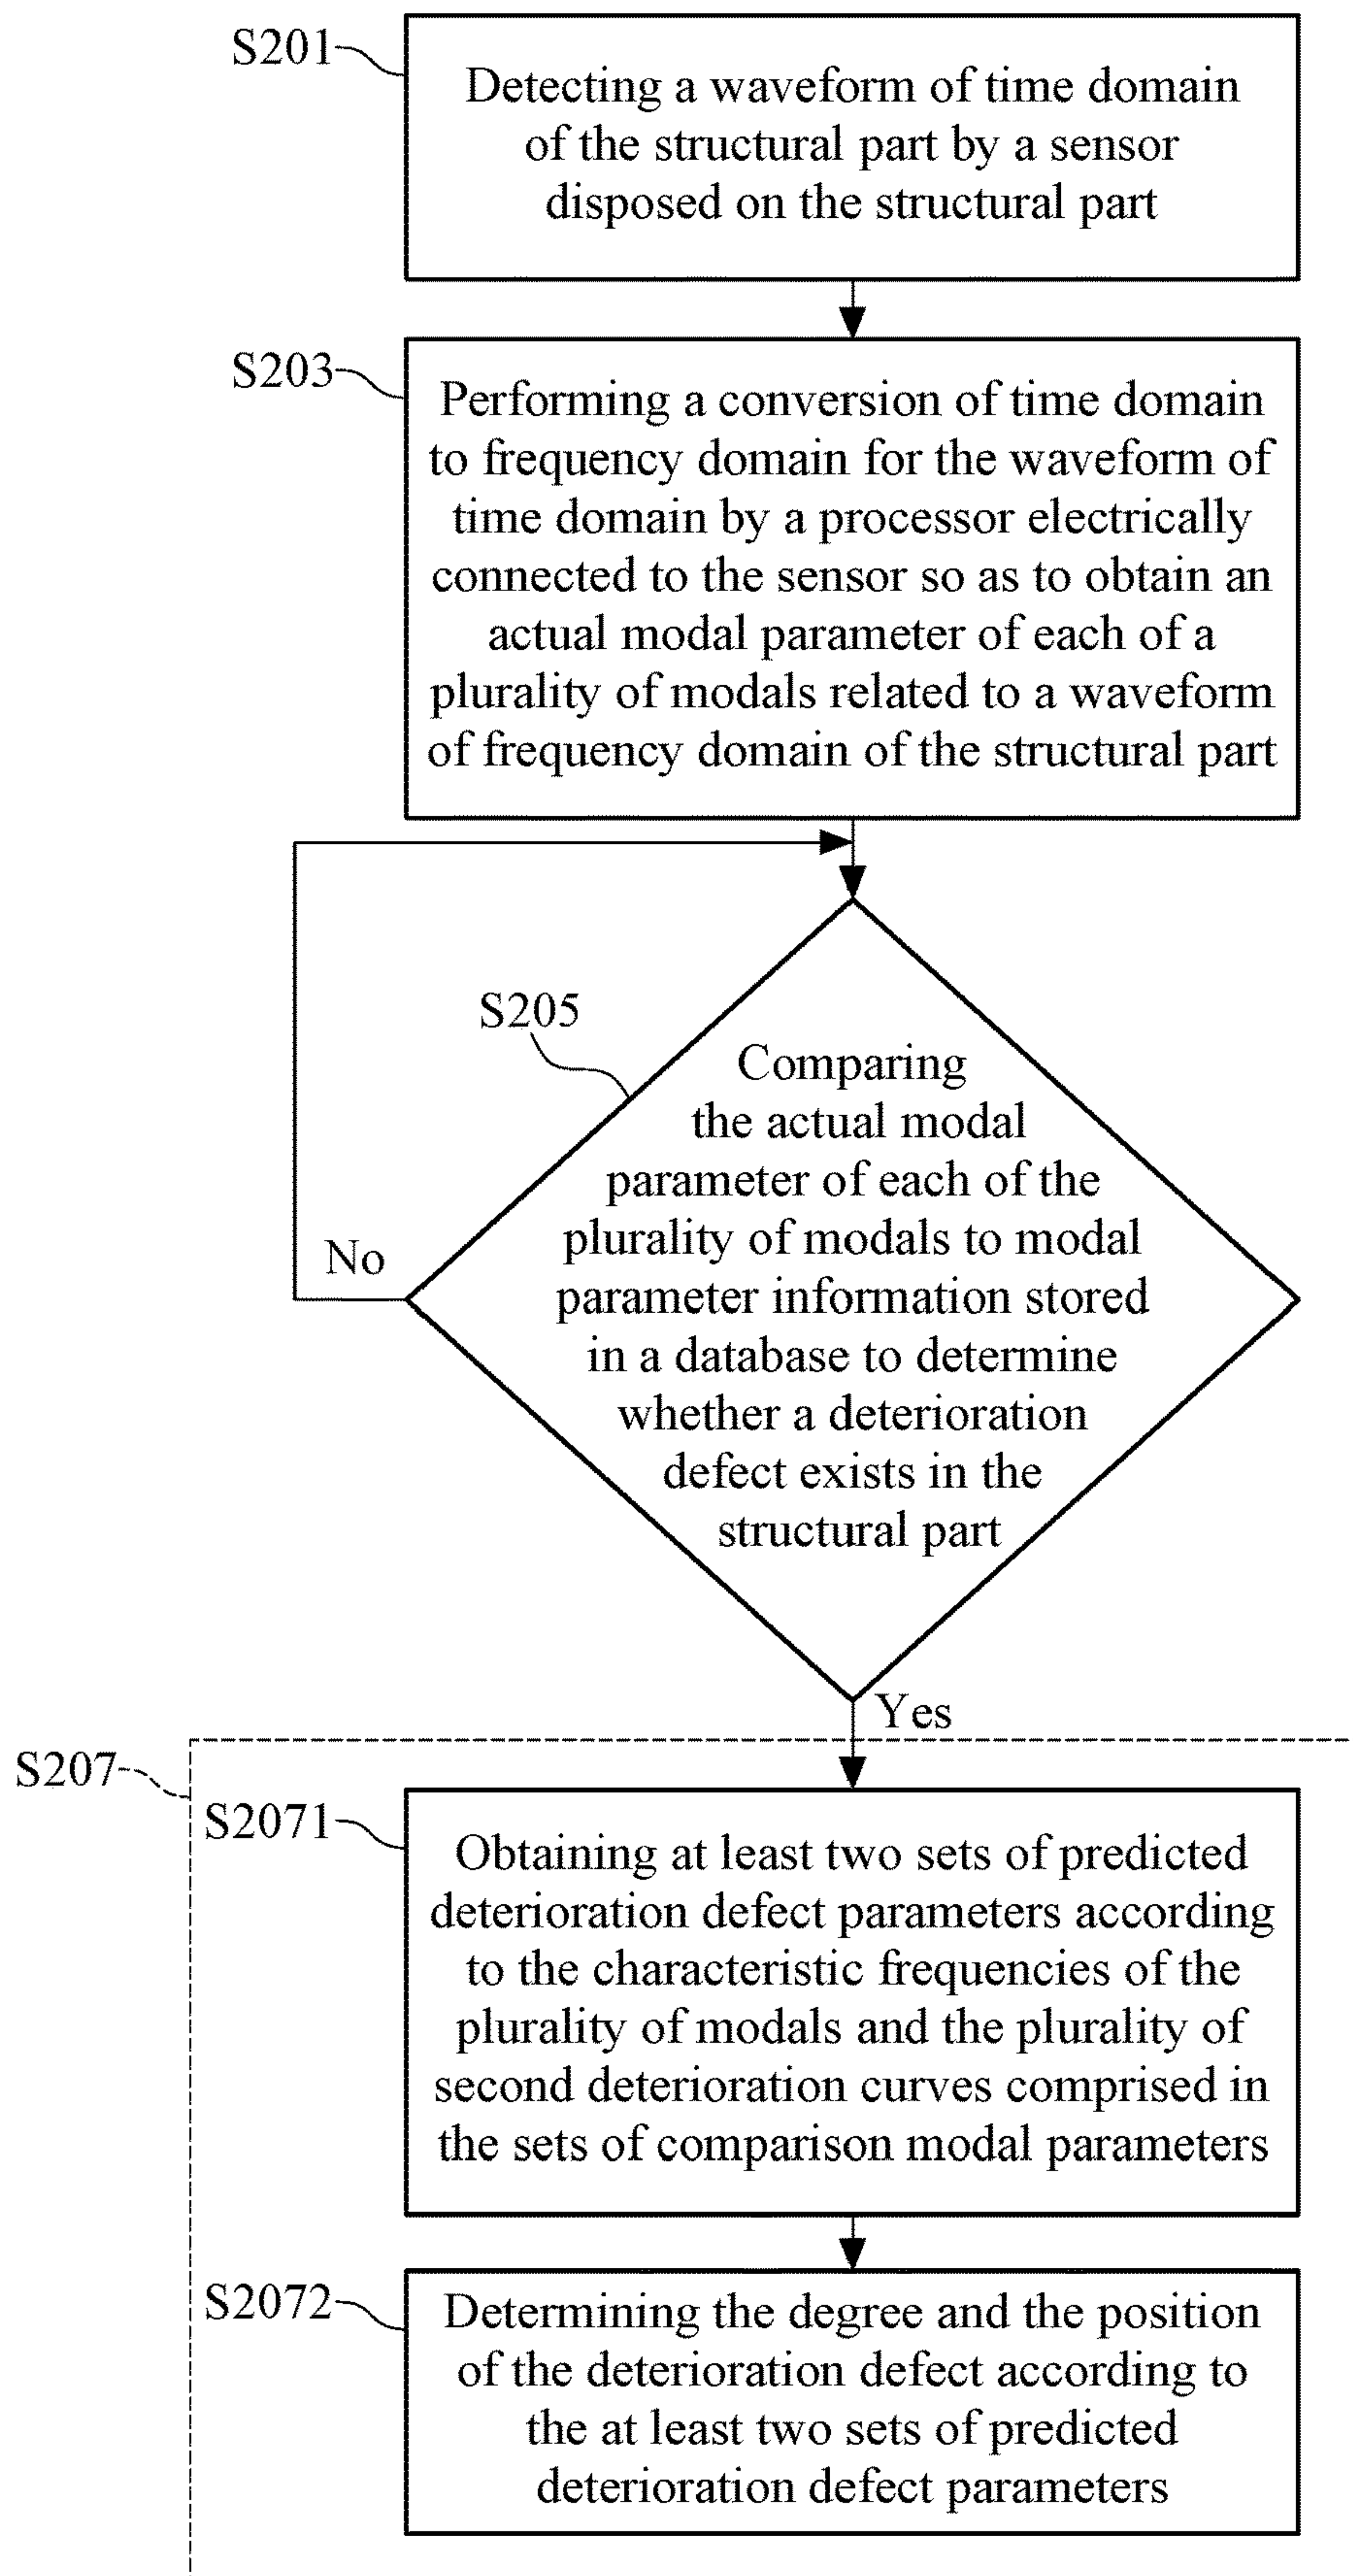 S201
Detecting a waveform of time domain
of the structural part by a sensor
disposed on the structural part
S203
Performing a conversion of time domain
to frequency domain for the waveform of
time domain by a processor electrically
connected to the sensor so as to obtain an
actual modal parameter of each of a
plurality of modals related to a waveform
of frequency domain of the structural part
S205
Comparing
the actual modal
parameter of each of the
plurality of modals to modal
parameter information stored
in a database to determine
whether a deterioration
defect exists in the
structural part
No
Yes
S207
S2071
Obtaining at least two sets of predicted
deterioration defect parameters according
to the characteristic frequencies of the
plurality of modals and the plurality of
second deterioration curves comprised in
the sets of comparison modal parameters
S2072
Determining the degree and the position
of the deterioration defect according to
the at least two sets of predicted
deterioration defect parameters